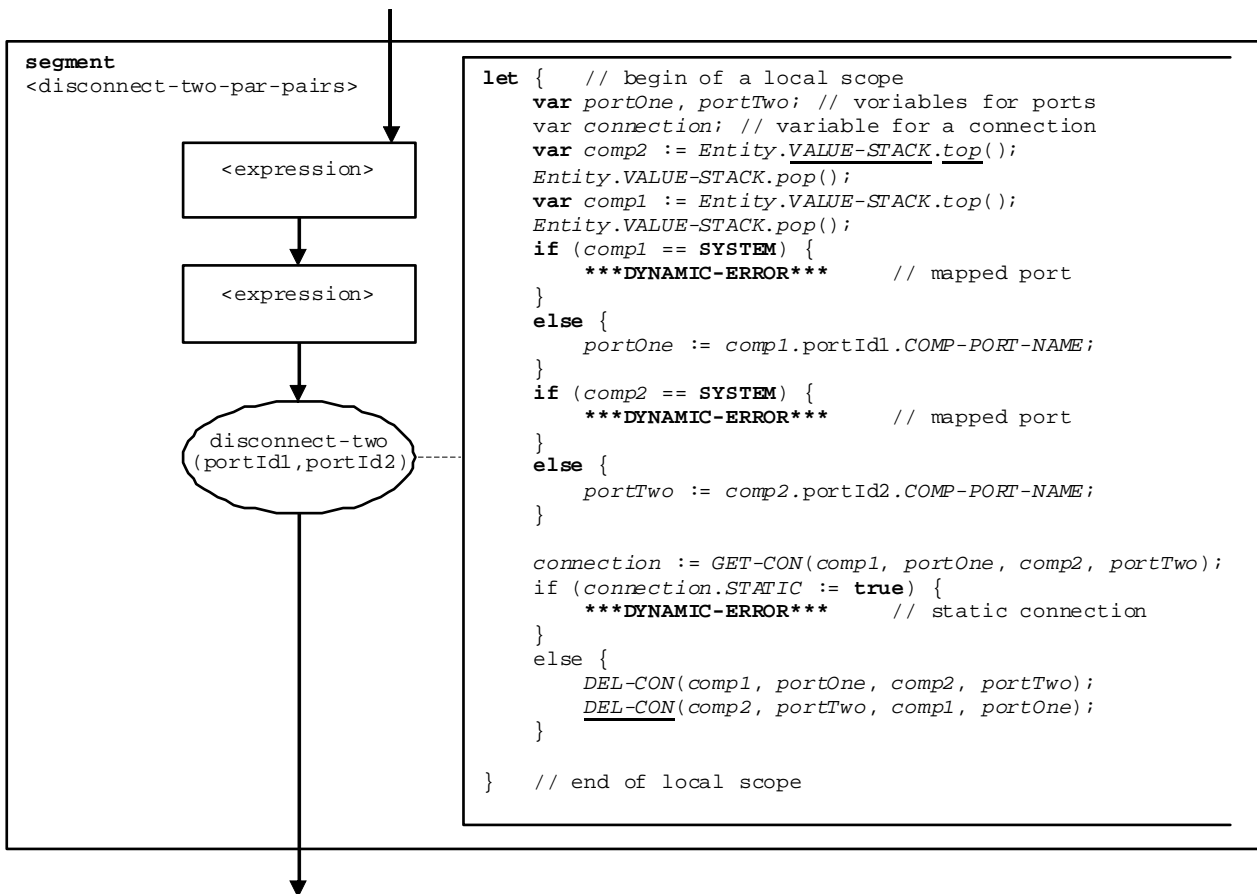 segment
<disconnect-two-par-pairs>
<expression>
<expression>
disconnect-two
(portId1,portId2)
let {   // begin of a local scope
    var portOne, portTwo; // voriables for ports
    var connection; // variable for a connection
    var comp2 := Entity.VALUE-STACK.top();
    Entity.VALUE-STACK.pop();
    var comp1 := Entity.VALUE-STACK.top();
    Entity.VALUE-STACK.pop();
    if (comp1 == SYSTEM) {
        ***DYNAMIC-ERROR***     // mapped port
    }
    else {
        portOne := comp1.portId1.COMP-PORT-NAME;
    }
    if (comp2 == SYSTEM) {
        ***DYNAMIC-ERROR***     // mapped port
    }
    else {
        portTwo := comp2.portId2.COMP-PORT-NAME;
    }
    connection := GET-CON(comp1, portOne, comp2, portTwo);
    if (connection.STATIC := true) {
        ***DYNAMIC-ERROR***     // static connection
    }
    else {
        DEL-CON(comp1, portOne, comp2, portTwo);
        DEL-CON(comp2, portTwo, comp1, portOne);
    }
}   // end of local scope